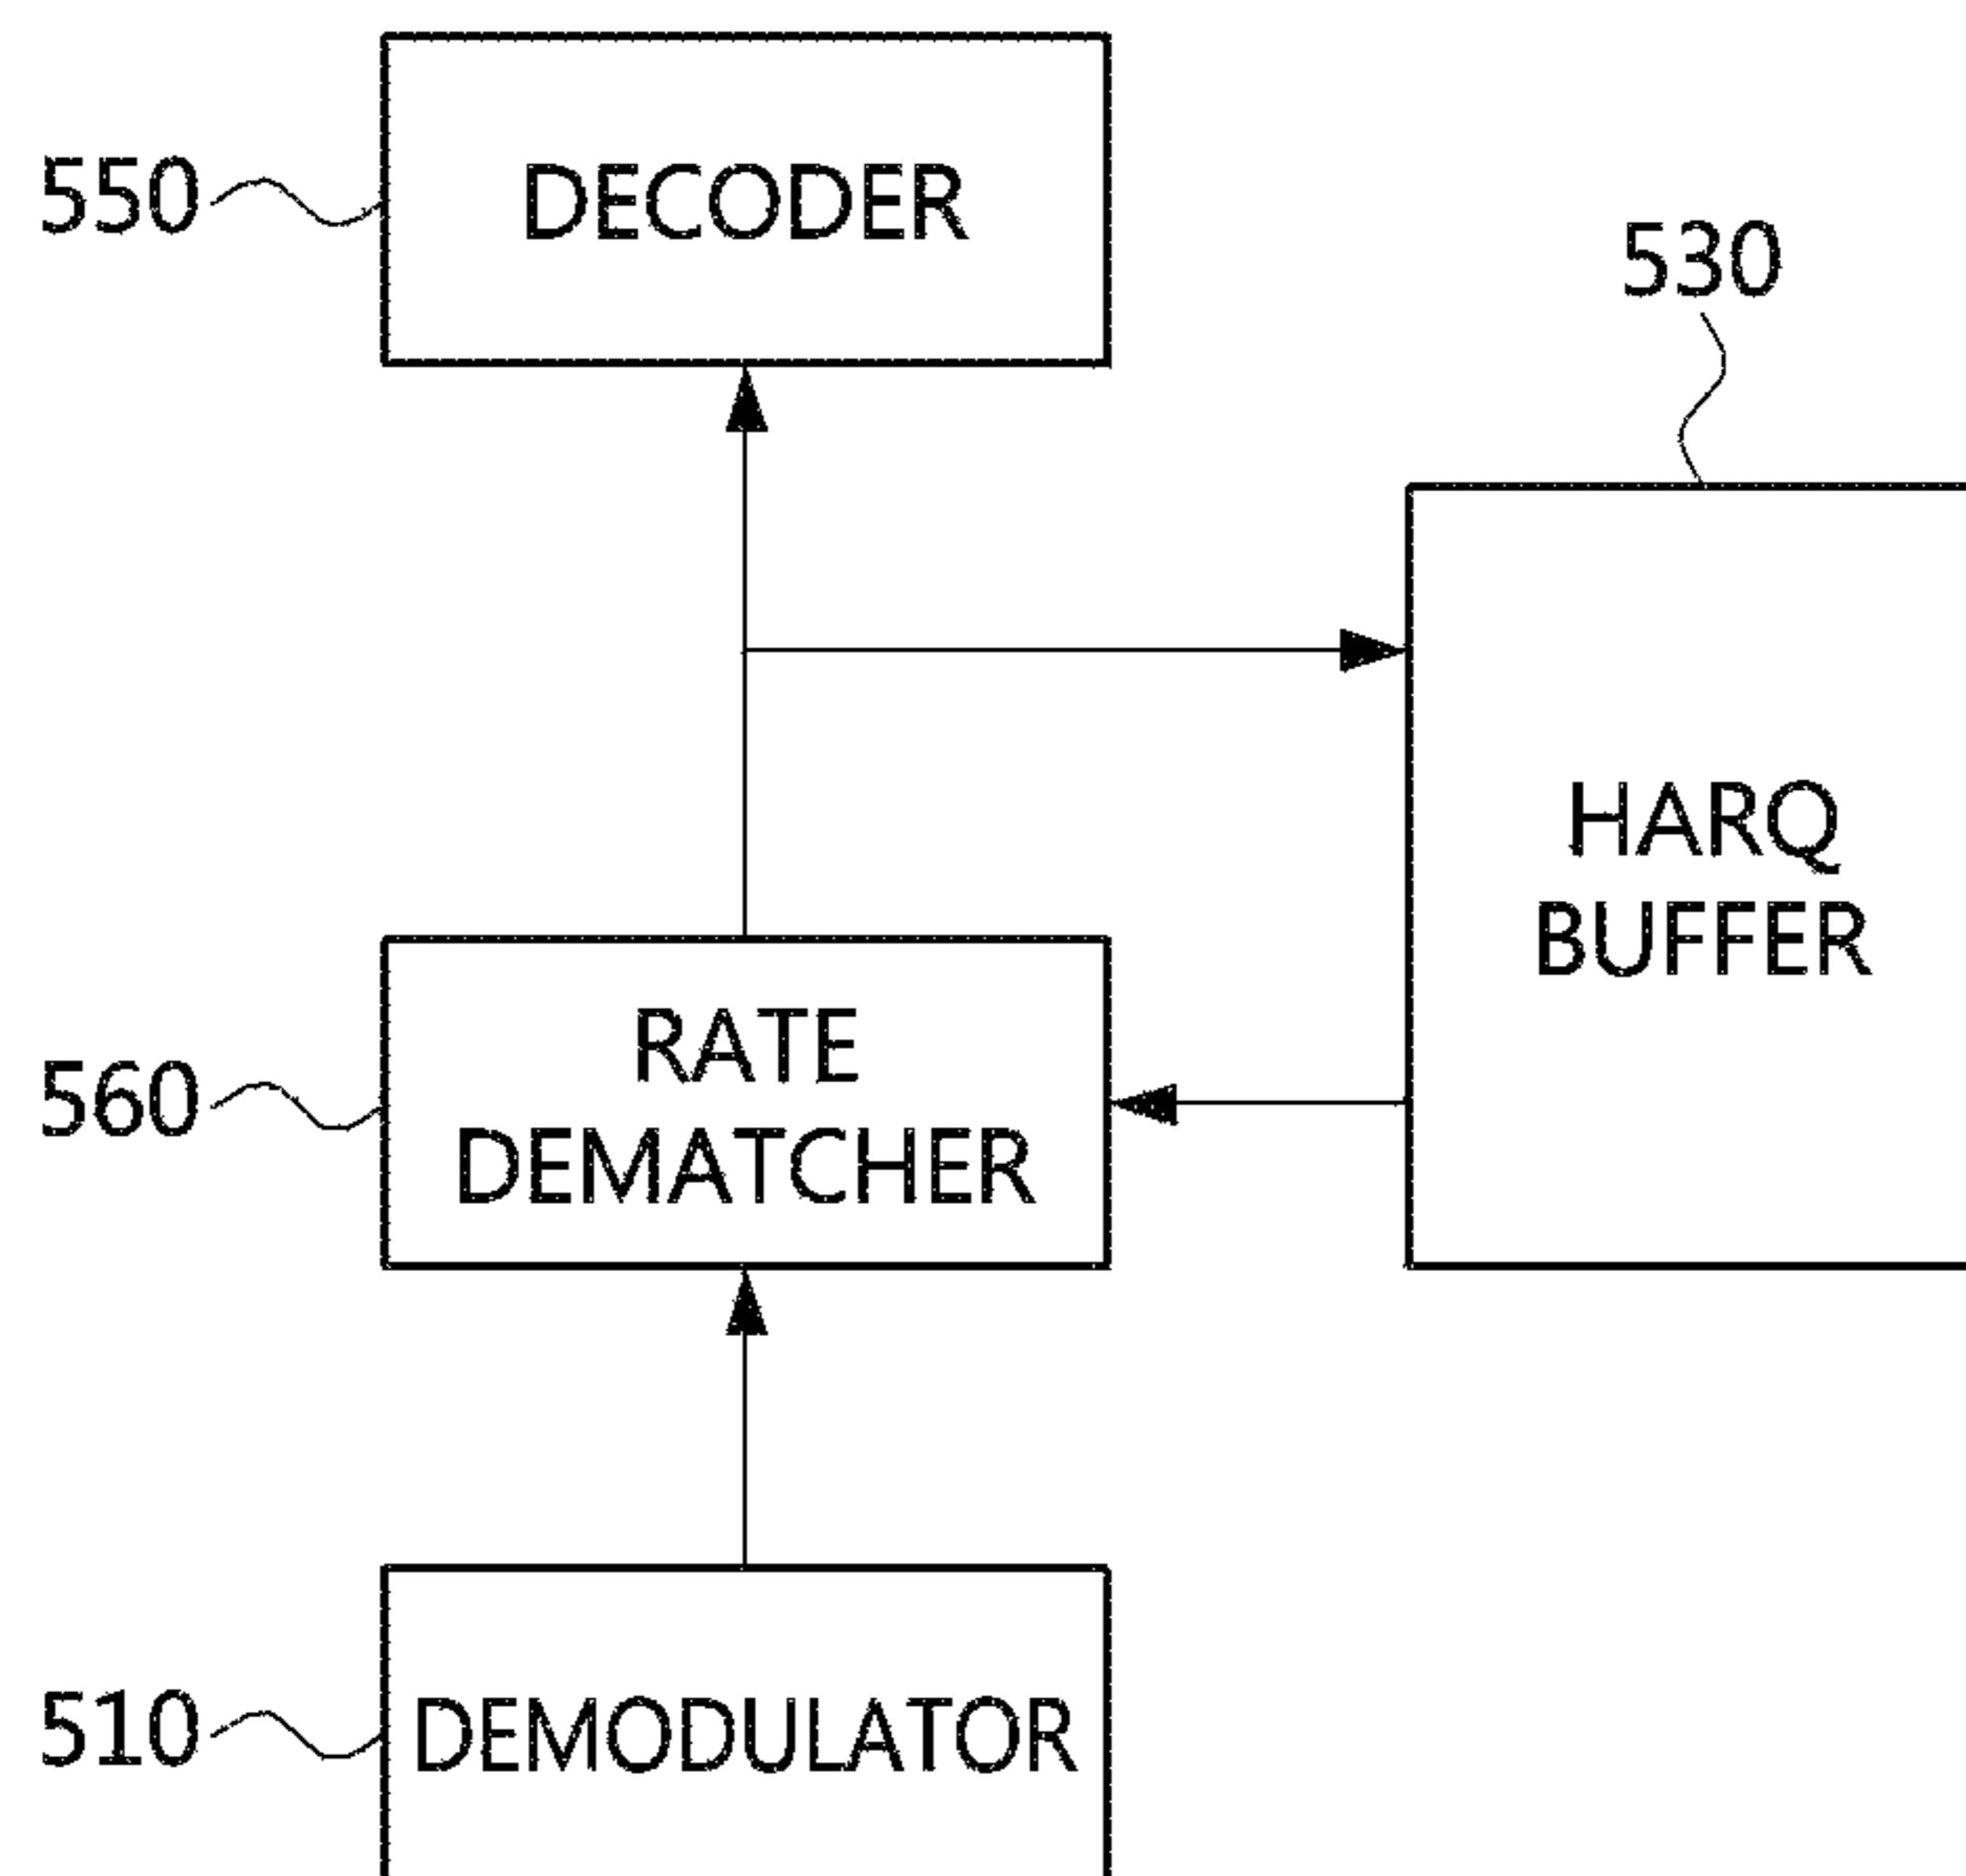 550
DECODER
530
HARQ
BUFFER
560
RATE
DEMATCHER
510
DEMODULATOR